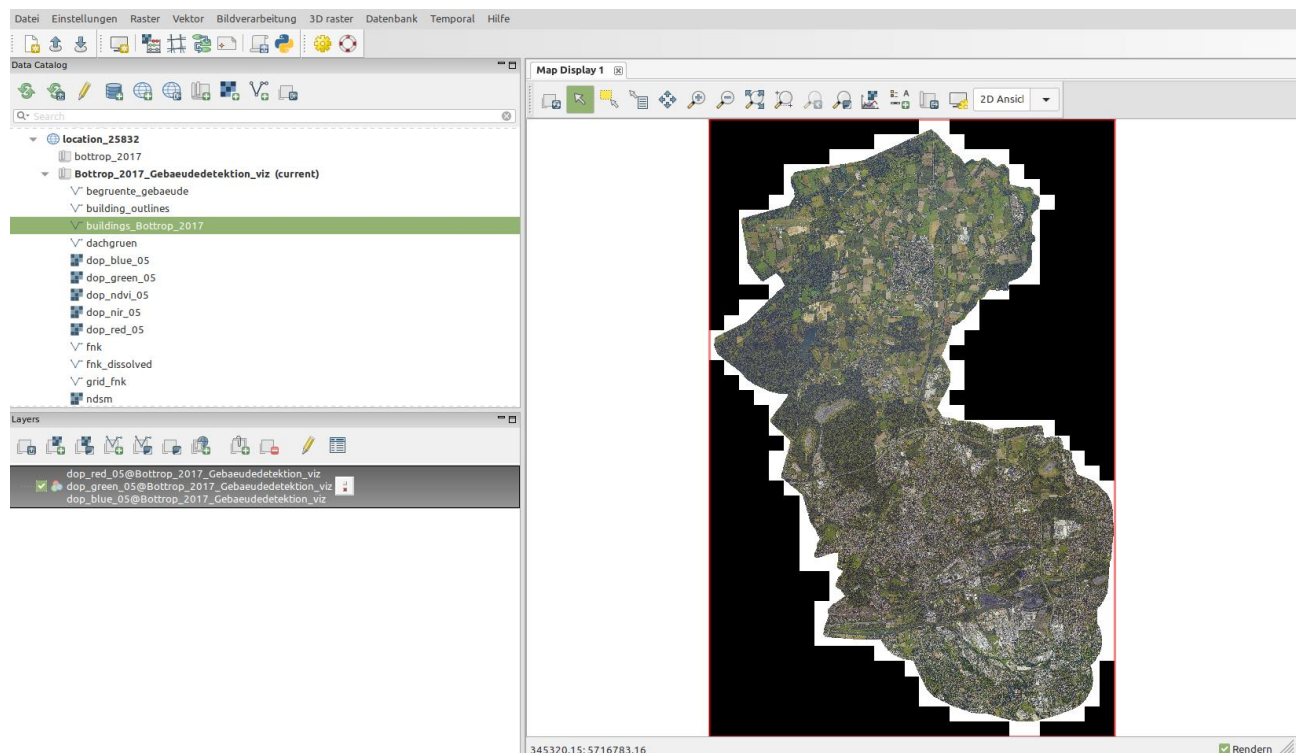 Datei Einstellungen Raster Vektor Bildverarbeitung 3D raster Datenbank Temporal Hilfe
Data Catalog
Search
location_25832
bottrop_2017
Bottrop_2017_Gebaeudedetektion_viz (current)
begruente_gebaeude
building_outlines
buildings_Bottrop_2017
dachgruen
dop_blue_05
dop_green_05
dop_ndvi_05
dop_nir_05
dop_red_05
fnk
fnk_dissolved
grid_fnk
ndsm
Layers
dop_red_05@Bottrop_2017_Gebaeudedetektion_viz
dop_green_05@Bottrop_2017_Gebaeudedetektion_viz
dop_blue_05@Bottrop_2017_Gebaeudedetektion_viz
Map Display 1
2D Ansicl
345320.15; 5716783.16
Rendern